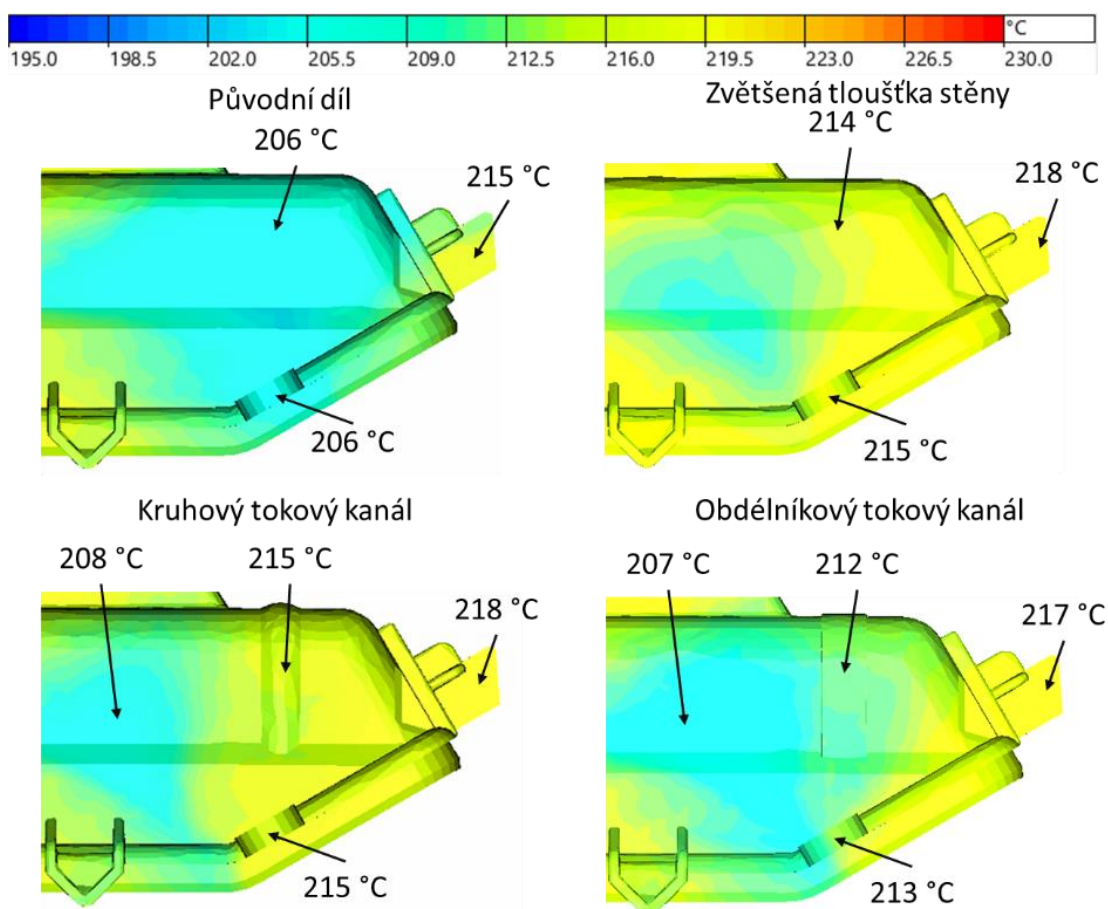 °C
195.0 198.5 202.0 205.5 209.0 212.5 216.0 219.5 223.0 226.5 230.0
Původní díl
206 °C
215 °C
206 °C
Zvětšená tloušťka stěny
214 °C
218 °C
215 °C
Kruhový tokový kanál
208 °C
215 °C
218 °C
215 °C
Obdélníkový tokový kanál
207 °C
212 °C
217 °C
213 °C